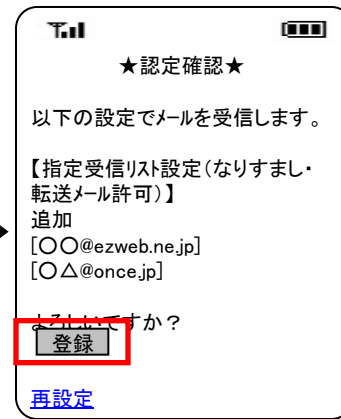 ★認定確認★
以下の設定でメールを受信します。
【指定受信リスト設定(なりすまし・
転送メール許可)】
追加
[〇〇@ezweb.ne.jp]
[〇△@once.jp]
よろしいですか？
登録
再設定